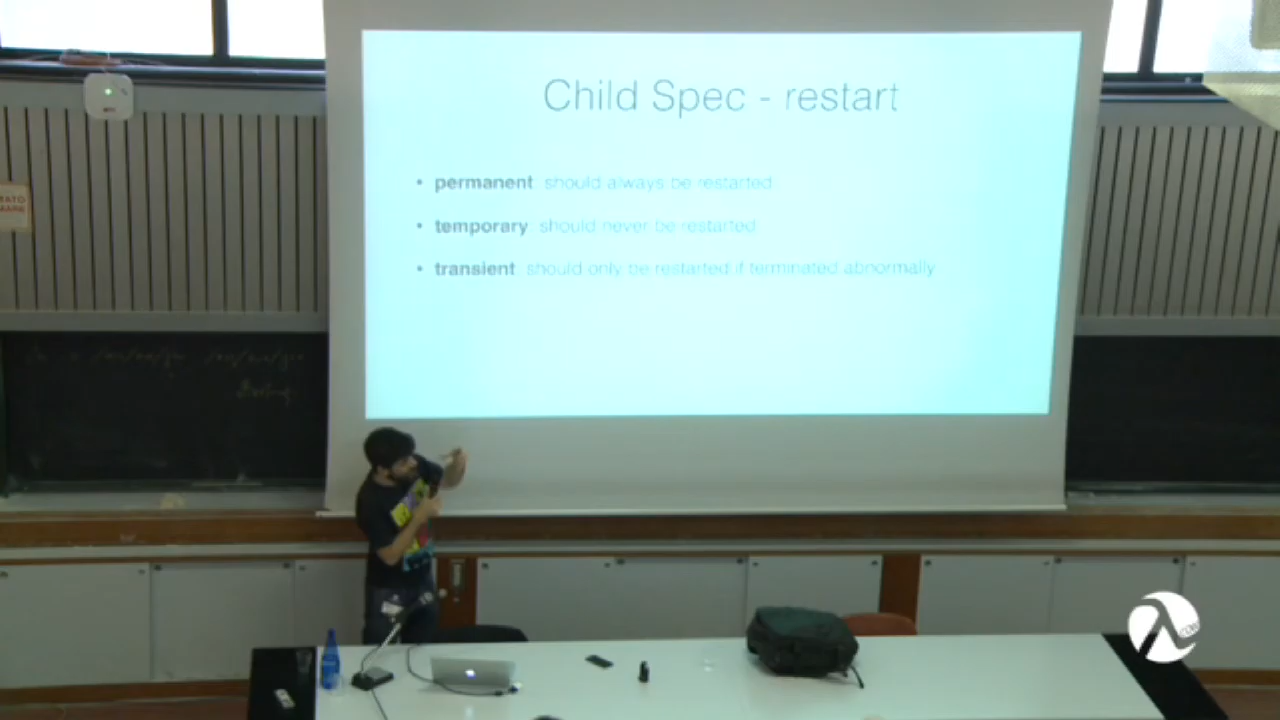 Child Spec - restart
• permanent should always be restarted
• temporary should never be restarted
• transient should only be restarted if terminated abnormally